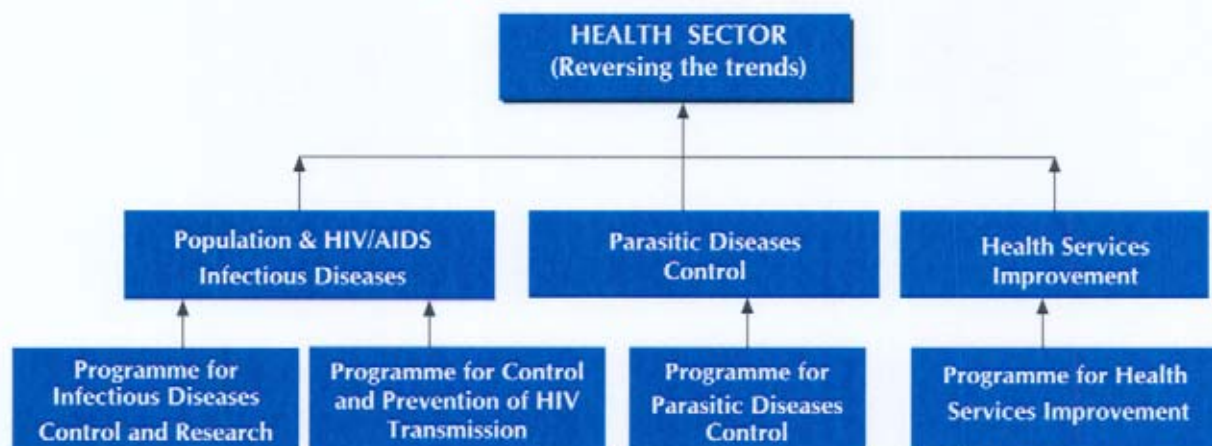 HEALTH SECTOR
(Reversing the trends)
Population & HIV/AIDS
Infectious Diseases
Parasitic Diseases
Control
Health Services
Improvement
Programme for
Infectious Diseases
Control and Research
Programme for Control
and Prevention of HIV
Transmission
Programme for
Parasitic Diseases
Control
Programme for Health
Services Improvement